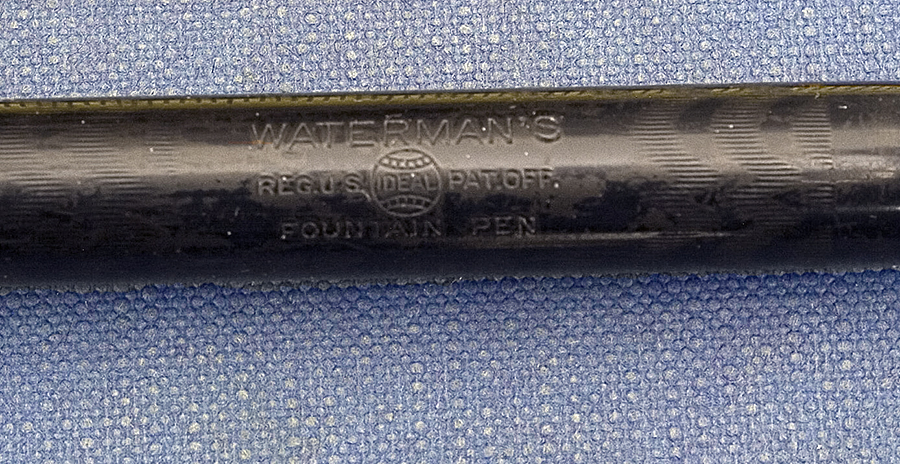 WATERMAN'S
REG.U.S. IDEAL PAT.OFF.
FOUNTAIN PEN